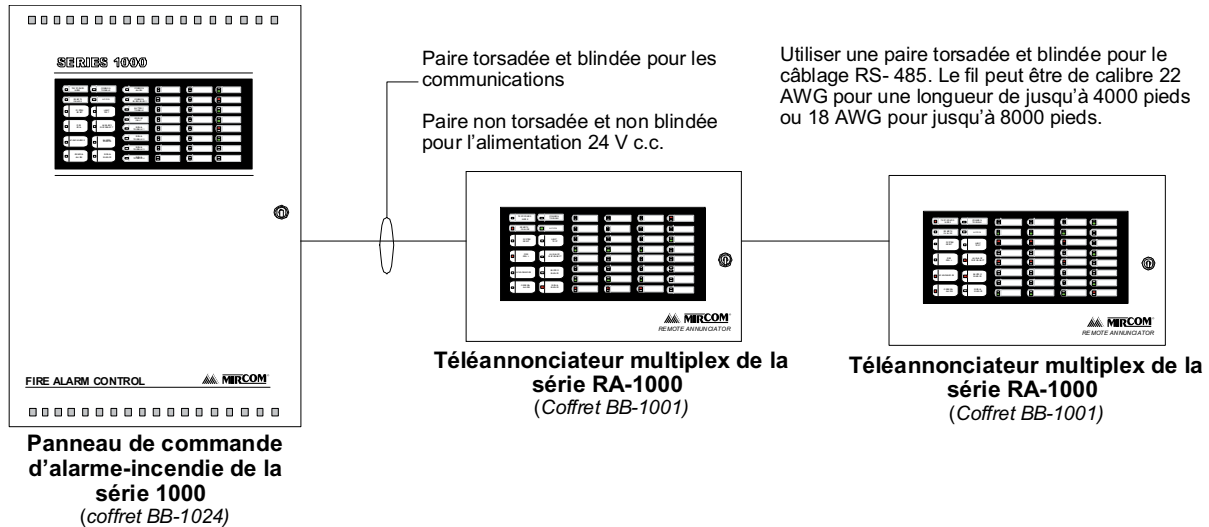 SERIES 1000
FIRE ALARM CONTROL
MIRCOM
Panneau de commande
d'alarme-incendie de la
série 1000
(coffret BB-1024)
Paire torsadée et blindée pour les
communications
Paire non torsadée et non blindée
pour l'alimentation 24 V c.c.
MIRCOM
REMOTE ANNUNCIATOR
Téléannonciateur multiplex de la
série RA-1000
(Coffret BB-1001)
Utiliser une paire torsadée et blindée pour le
câblage RS- 485. Le fil peut être de calibre 22
AWG pour une longueur de jusqu'à 4000 pieds
ou 18 AWG pour jusqu'à 8000 pieds.
MIRCOM
REMOTE ANNUNCIATOR
Téléannonciateur multiplex de la
série RA-1000
(Coffret BB-1001)